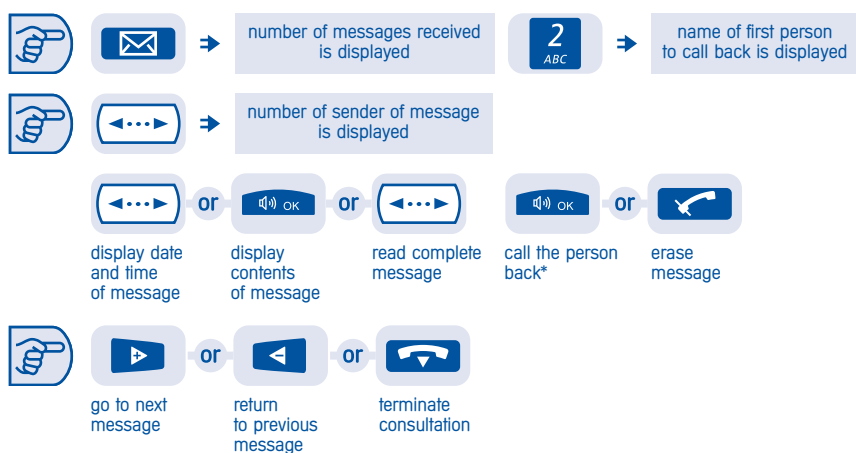 number of messages received
is displayed
2
ABC
name of first person
to call back is displayed
number of sender of message
is displayed
or
OK
or
OK
or
display date
and time
of message
display
contents
of message
read complete
message
call the person
back*
erase
message
+
or
-
or
go to next
message
return
to previous
message
terminate
consultation